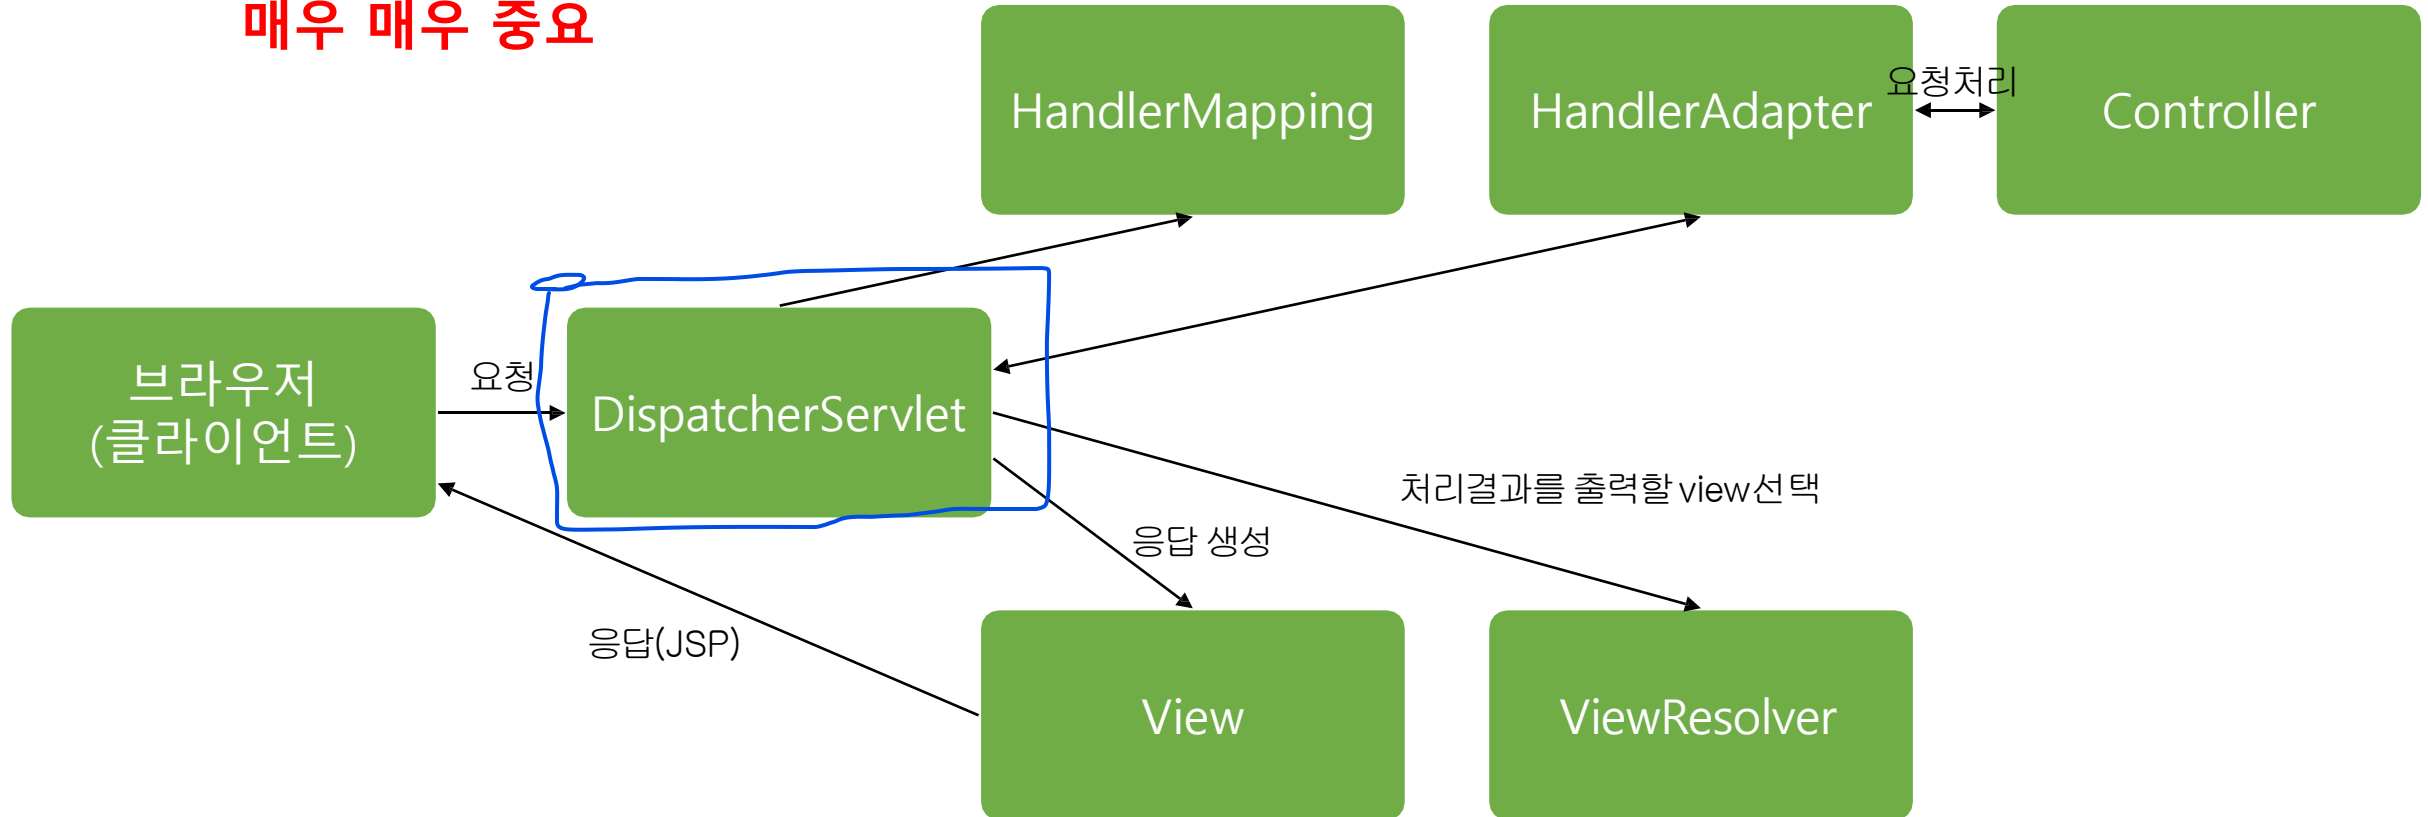 매우 매우 중요
HandlerMapping
HandlerAdapter
요청처리
Controller
브라우저
(클라이언트)
요청
DispatcherServlet
처리결과를 출력할 view선택
응답 생성
응답(JSP)
View
ViewResolver